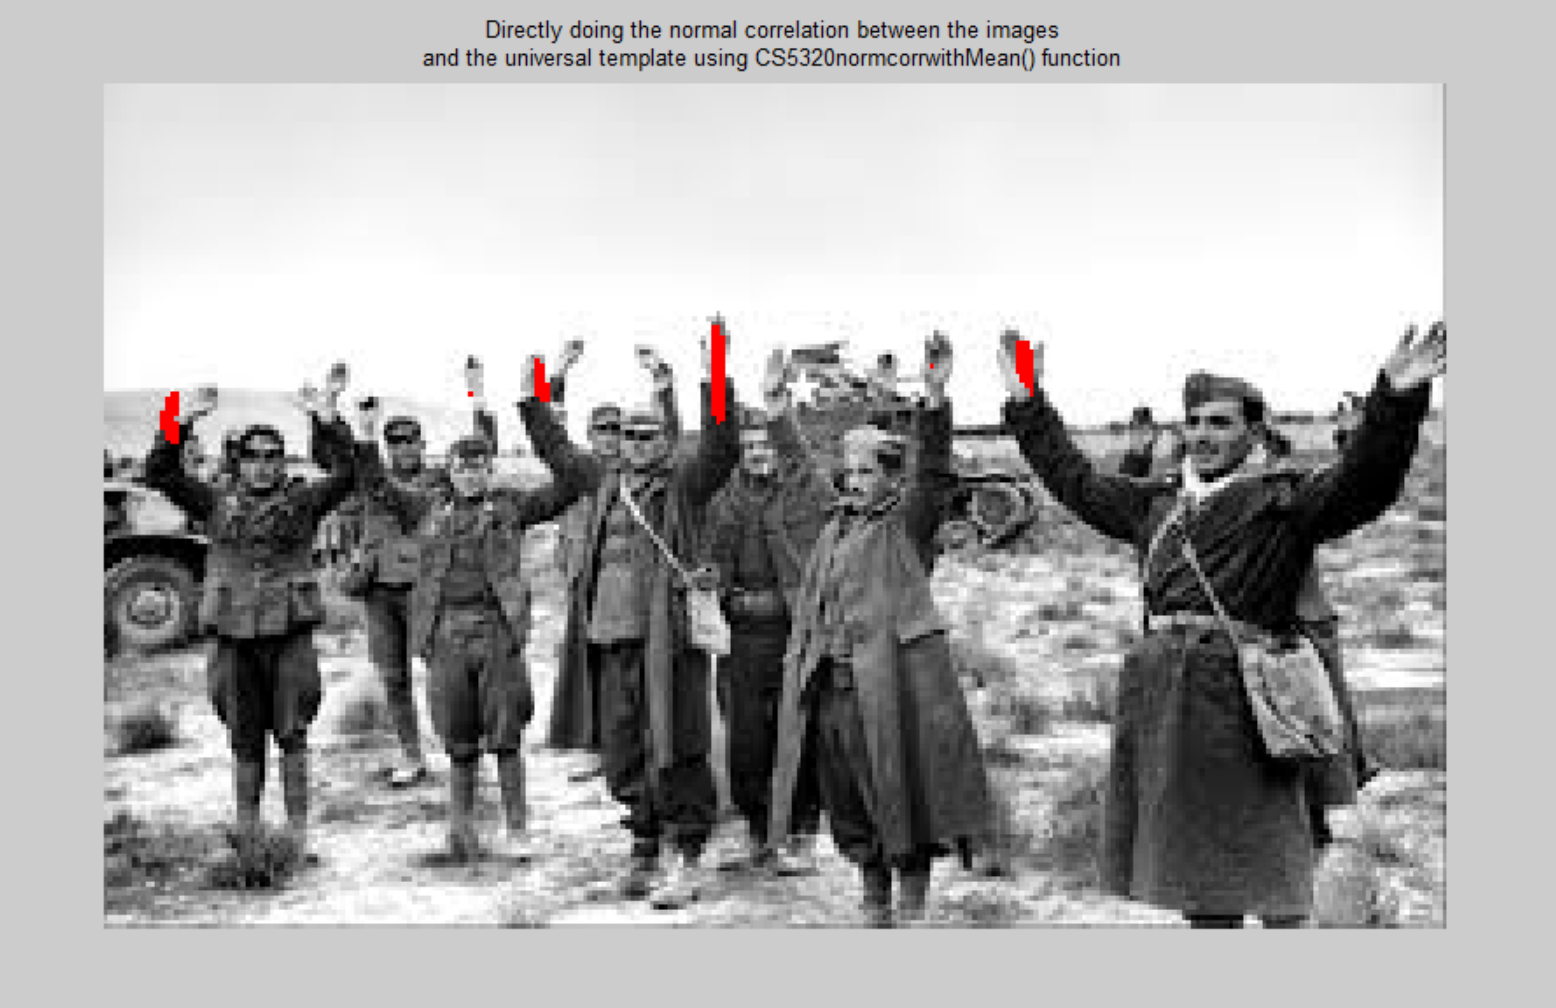 Directly doing the normal correlation between the images
and the universal template using CS5320normcorrwithMean() function